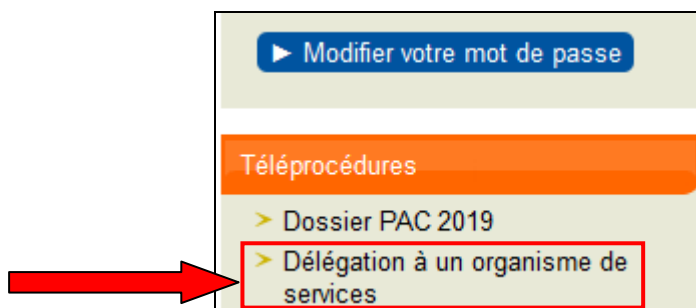 ► Modifier votre mot de passe
Téléprocédures
> Dossier PAC 2019
> Délégation à un organisme de
services